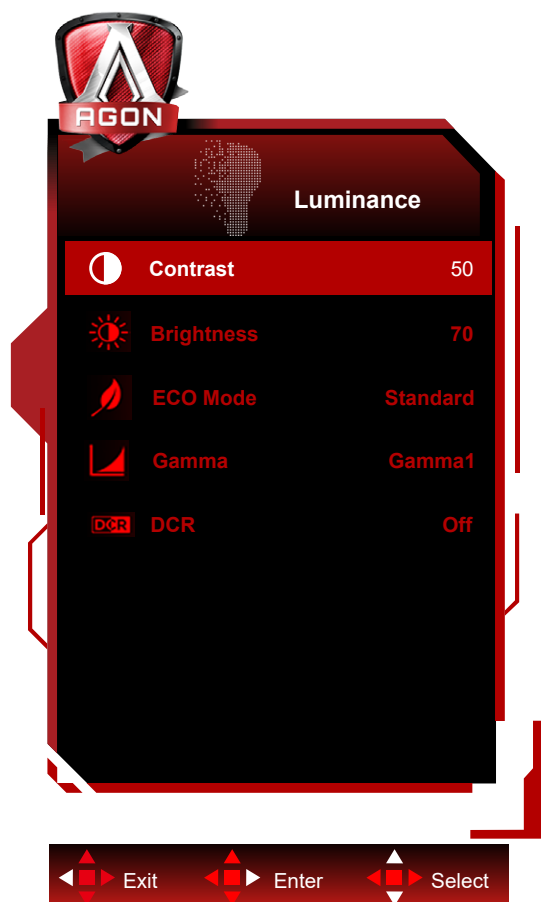 AGON
Luminance
Contrast 50
Brightness 70
ECO Mode Standard
Gamma Gamma1
DCR DCR Off
Exit Enter Select